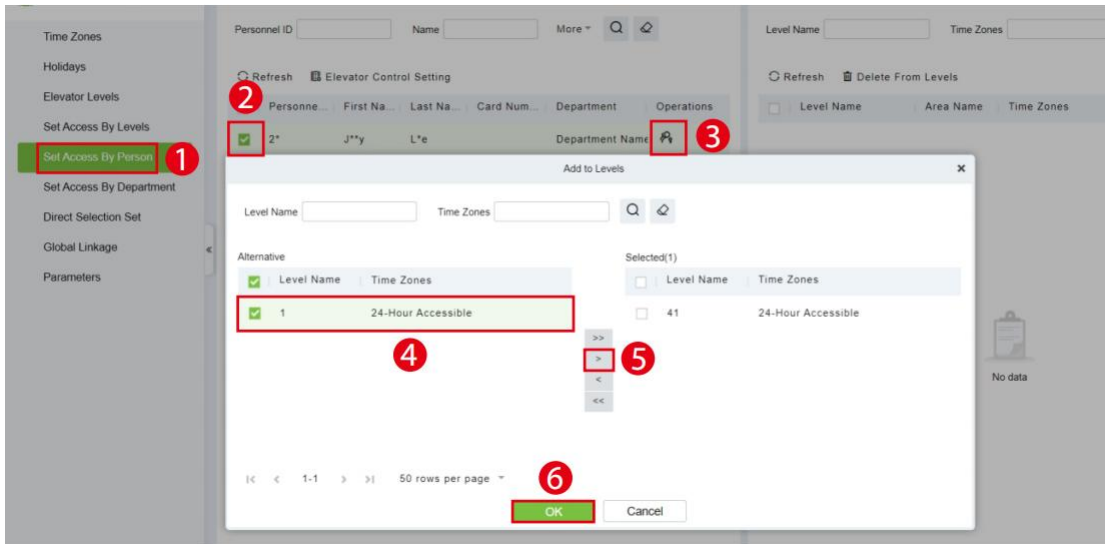 Time Zones
Holidays
Elevator Levels
Set Access By Levels
Set Access By Person
1
Set Access By Department
Direct Selection Set
Global Linkage
Parameters
Personnel ID Name More
Refresh Elevator Control Setting
2
Personne... First Na... Last Na... Card Num... Department Operations
2* J**y L*e Department Name
3
Level Name Time Zones
Refresh Delete From Levels
Level Name Area Name Time Zones
No data
Add to Levels
Level Name Time Zones
Alternative
Level Name Time Zones
1 24-Hour Accessible
4
>>
>
<
<<
5
Selected(1)
Level Name Time Zones
41 24-Hour Accessible
|< < 1-1 > >| 50 rows per page
6
OK Cancel